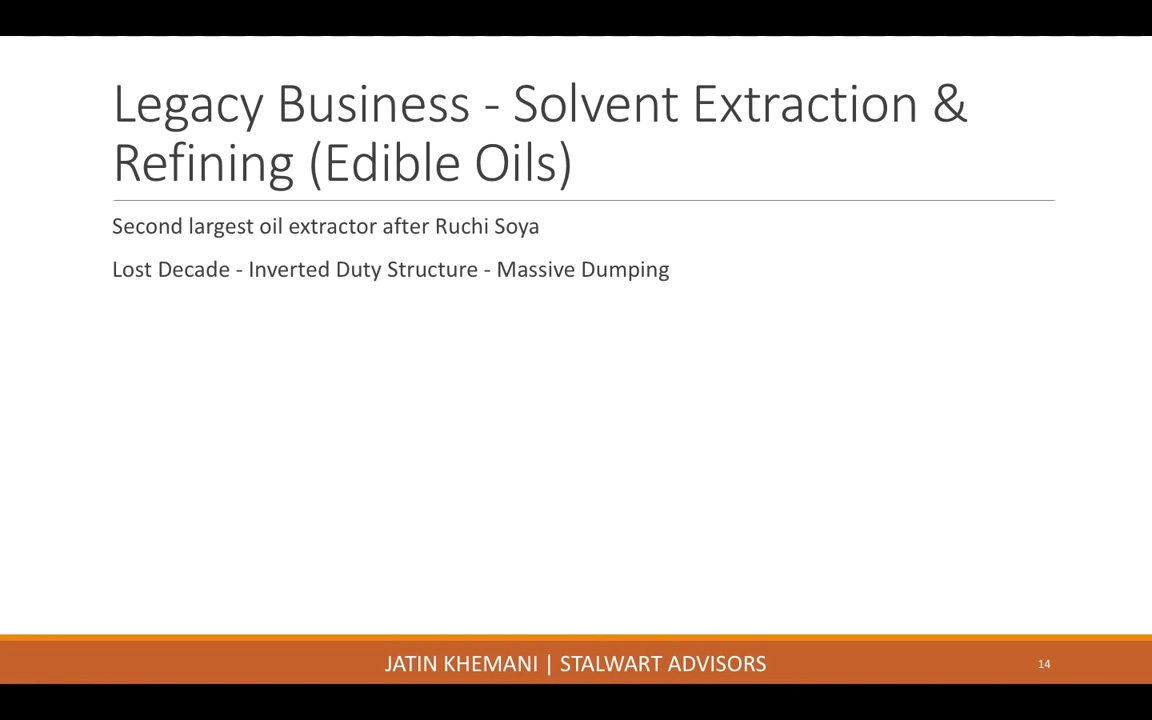 Legacy Business - Solvent Extraction &
Refining (Edible Oils)
Second largest oil extractor after Ruchi Soya
Lost Decade - Inverted Duty Structure - Massive Dumping
JATIN KHEMANI | STALWART ADVISORS
14